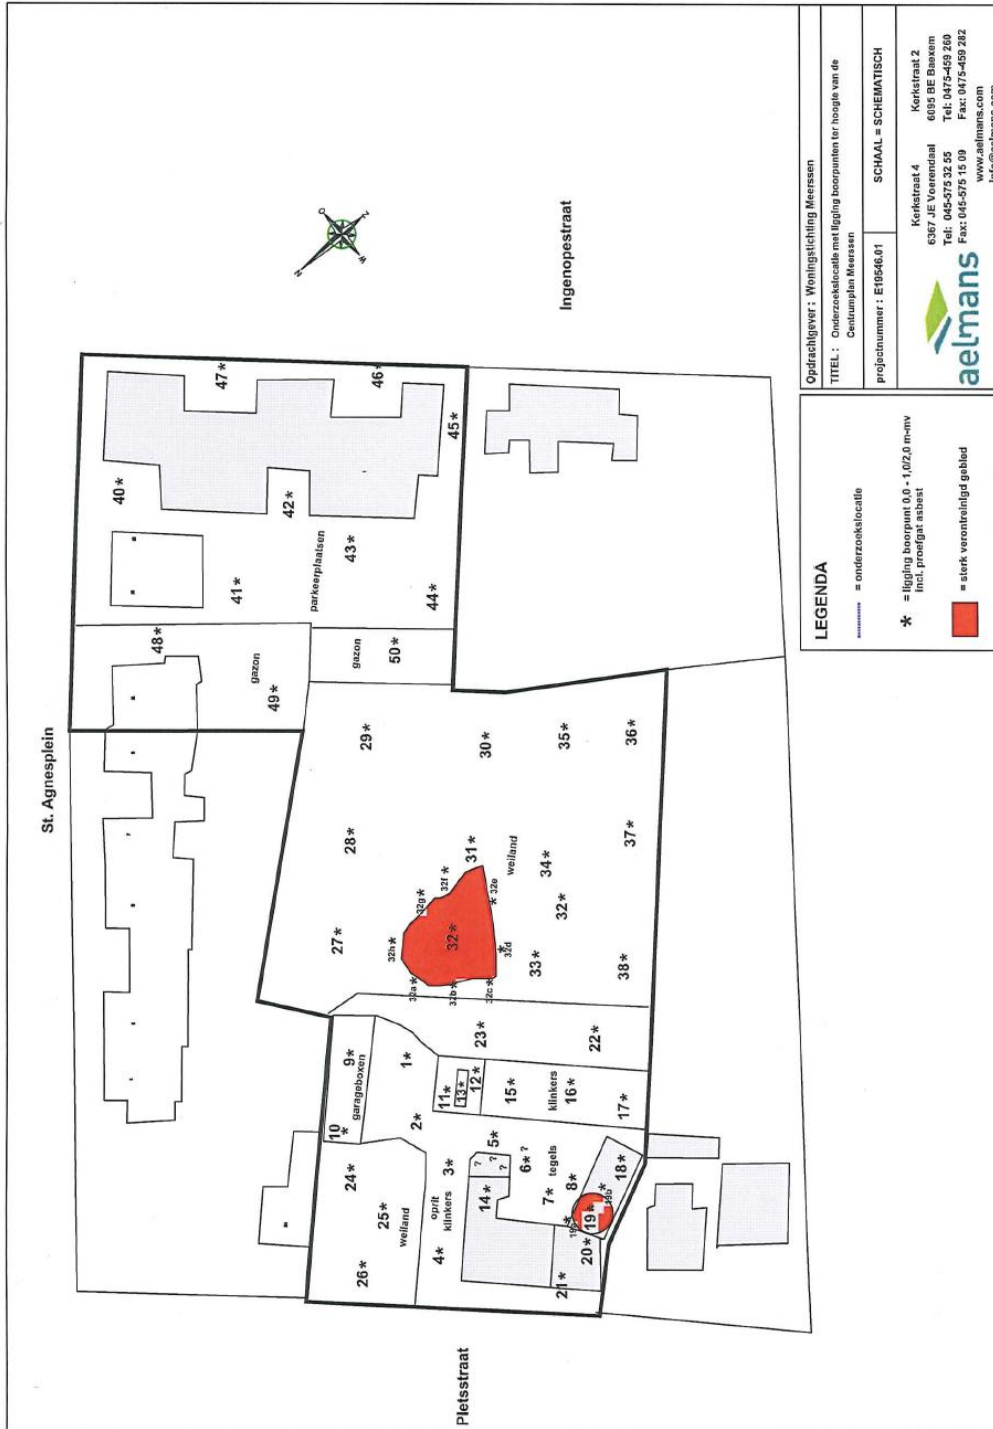 St. Agnesplein
Ingenopestraat
Pletsstraat
N
O
Z
W
47*
46*
45*
40*
42*
43*
parkeerplaatsen
41*
44*
48*
gazon
49*
gazon
50*
29*
30*
35*
36*
28*
31*
weiland
34*
37*
27*
32g*
32f*
32e
*
32*
32h*
32*
32d
*
33*
38*
32a*
32b*
32c*
23*
22*
9*
garageboxen
10
*
1*
11*
13*
12*
15*
klinkers
16*
17*
2*
3*
5*
?
?
?
6*
?
tegels
7*
8*
18*
19*
19b
20*
21*
14*
24*
25*
weiland
26*
oprit
klinkers
4*
LEGENDA
= onderzoekslocatie
* = ligging boorpunt 0,0 - 1,0/2,0 m-mv
incl. proefgat asbest
= sterk verontreinigd gebied
Opdrachtgever : Woningstichting Meerssen
TITEL : Onderzoekslocatie met ligging boorpunten ter hoogte van de
Centrumplan Meerssen
projectnummer : E19546.01
SCHAAL = SCHEMATISCH
aelmans
Kerkstraat 4
6367 JE Voerendaal
Tel: 045-575 32 55
Fax: 045-575 15 09
Kerkstraat 2
6095 BE Baexem
Tel: 0475-459 260
Fax: 0475-459 282
www.aelmans.com